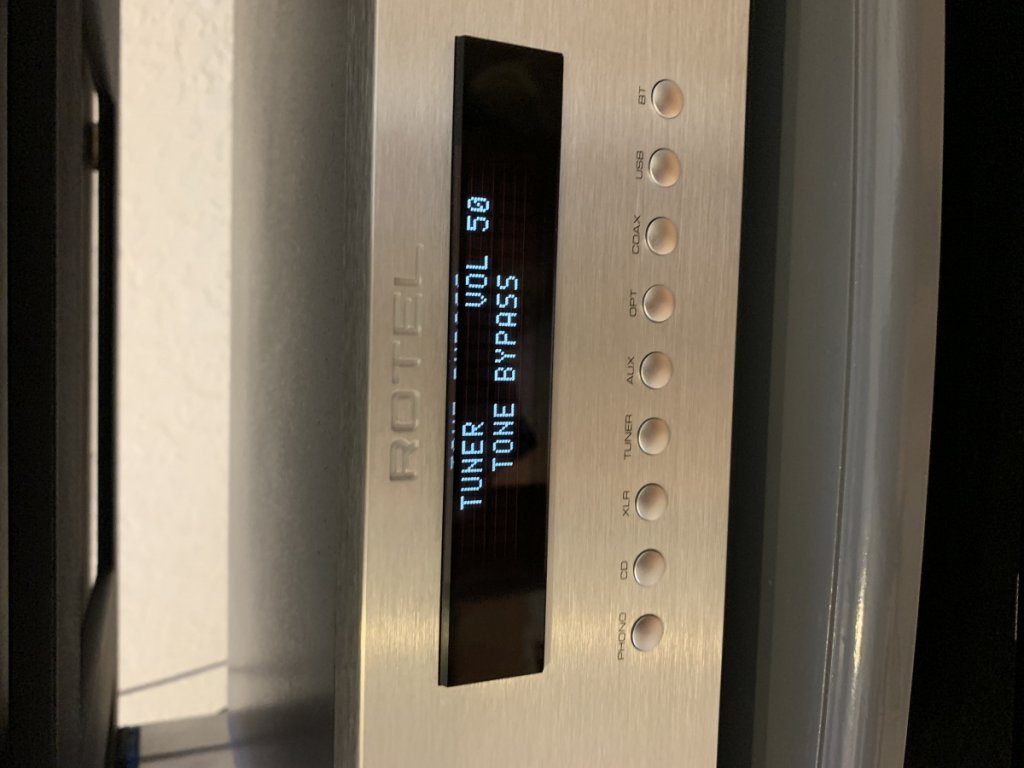 ROTEL
TUNER VOL 50
TONE BYPASS
PHONO CD XLR TUNER AUX OPT COAX USB BT